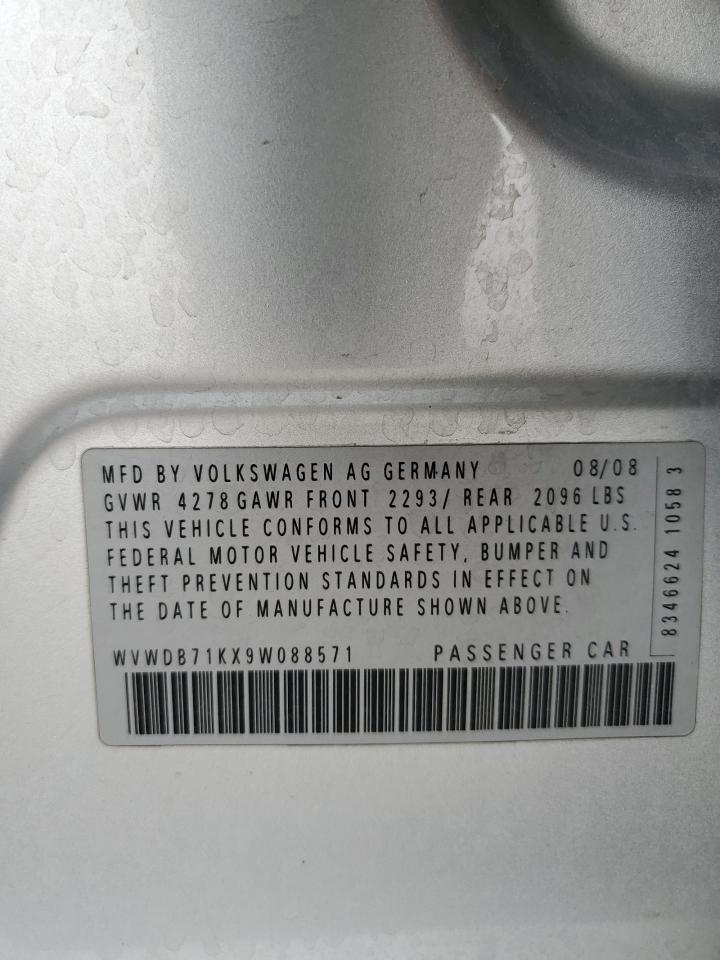 MFD BY VOLKSWAGEN AG GERMANY 08/08
GVWR 4278 GAWR FRONT 2293/ REAR 2096 LBS
THIS VEHICLE CONFORMS TO ALL APPLICABLE U.S.
FEDERAL MOTOR VEHICLE SAFETY, BUMPER AND
THEFT PREVENTION STANDARDS IN EFFECT ON
THE DATE OF MANUFACTURE SHOWN ABOVE.
WVWDB71KX9W088571 PASSENGER CAR
8346624 1058 3